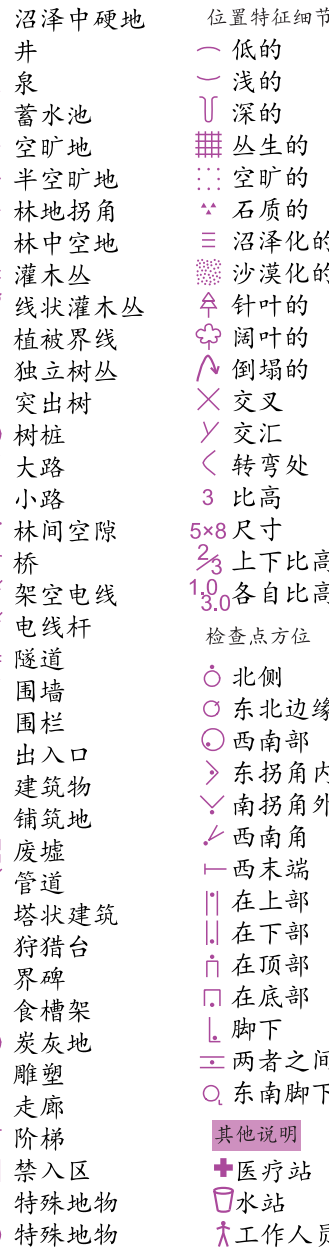 沼泽中硬地
井
泉
蓄水池
空旷地
半空旷地
林地拐角
林中空地
灌木丛
线状灌木丛
植被界线
独立树丛
突出树
树桩
大路
小路
林间空隙
桥
架空电线
电线杆
隧道
围墙
围栏
出入口
建筑物
铺筑地
废墟
管道
塔状建筑
狩猎台
界碑
食槽架
炭灰地
雕塑
走廊
阶梯
禁入区
特殊地物
特殊地物
位置特征细节
低的
浅的
深的
丛生的
空旷的
石质的
沼泽化的
沙漠化的
针叶的
阔叶的
倒塌的
交叉
交汇
转弯处
3 比高
5×8 尺寸
2/3 上下比高
1.0 3.0 各自比高
检查点方位
北侧
东北边缘
西南部
东拐角内
南拐角外
西南角
西末端
在上部
在下部
在顶部
在底部
脚下
两者之间
东南脚下
其他说明
医疗站
水站
工作人员